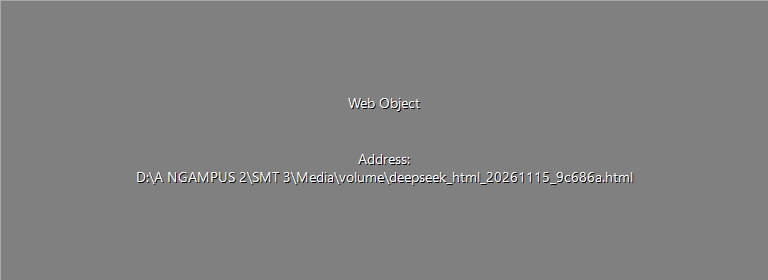 Web Object
Address:
D:\A NGAMPUS 2\SMT 3\Media\volume\deepseek_html_20261115_9c686a.html